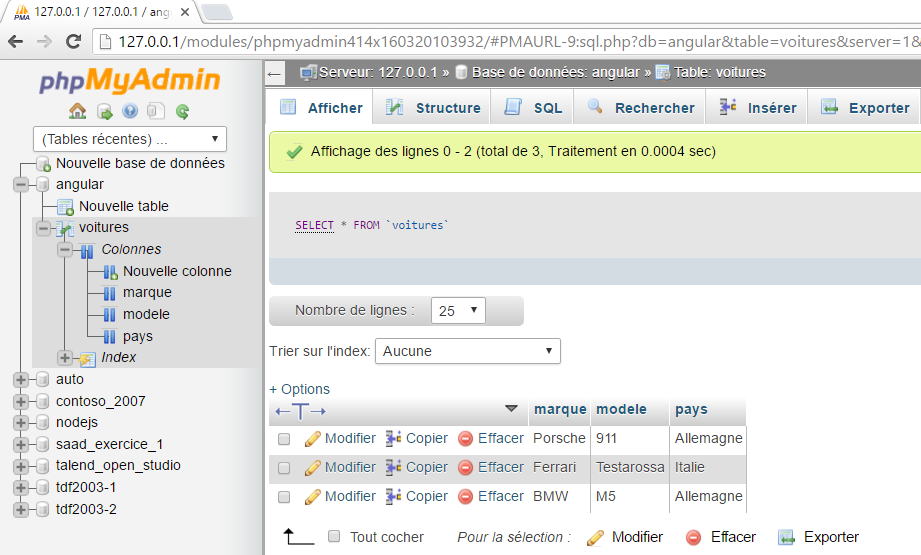 127.0.0.1 / 127.0.0.1 / ang
127.0.0.1/modules/phpmyadmin414x160320103932/#PMAURL-9:sql.php?db=angular&table=voitures&server=1&
phpMyAdmin
(Tables récentes) ...
Nouvelle base de données
angular
Nouvelle table
voitures
Colonnes
Nouvelle colonne
marque
modele
pays
Index
auto
contoso_2007
nodejs
saad_exercice_1
talend_open_studio
tdf2003-1
tdf2003-2
Serveur: 127.0.0.1 » Base de données: angular » Table: voitures
Afficher Structure SQL Rechercher Insérer Exporter
Affichage des lignes 0 - 2 (total de 3, Traitement en 0.0004 sec)
SELECT * FROM `voitures`
Nombre de lignes : 25
Trier sur l'index: Aucune
+ Options
marque modele pays
Modifier Copier Effacer Porsche 911 Allemagne
Modifier Copier Effacer Ferrari Testarossa Italie
Modifier Copier Effacer BMW M5 Allemagne
Tout cocher Pour la sélection : Modifier Effacer Exporter